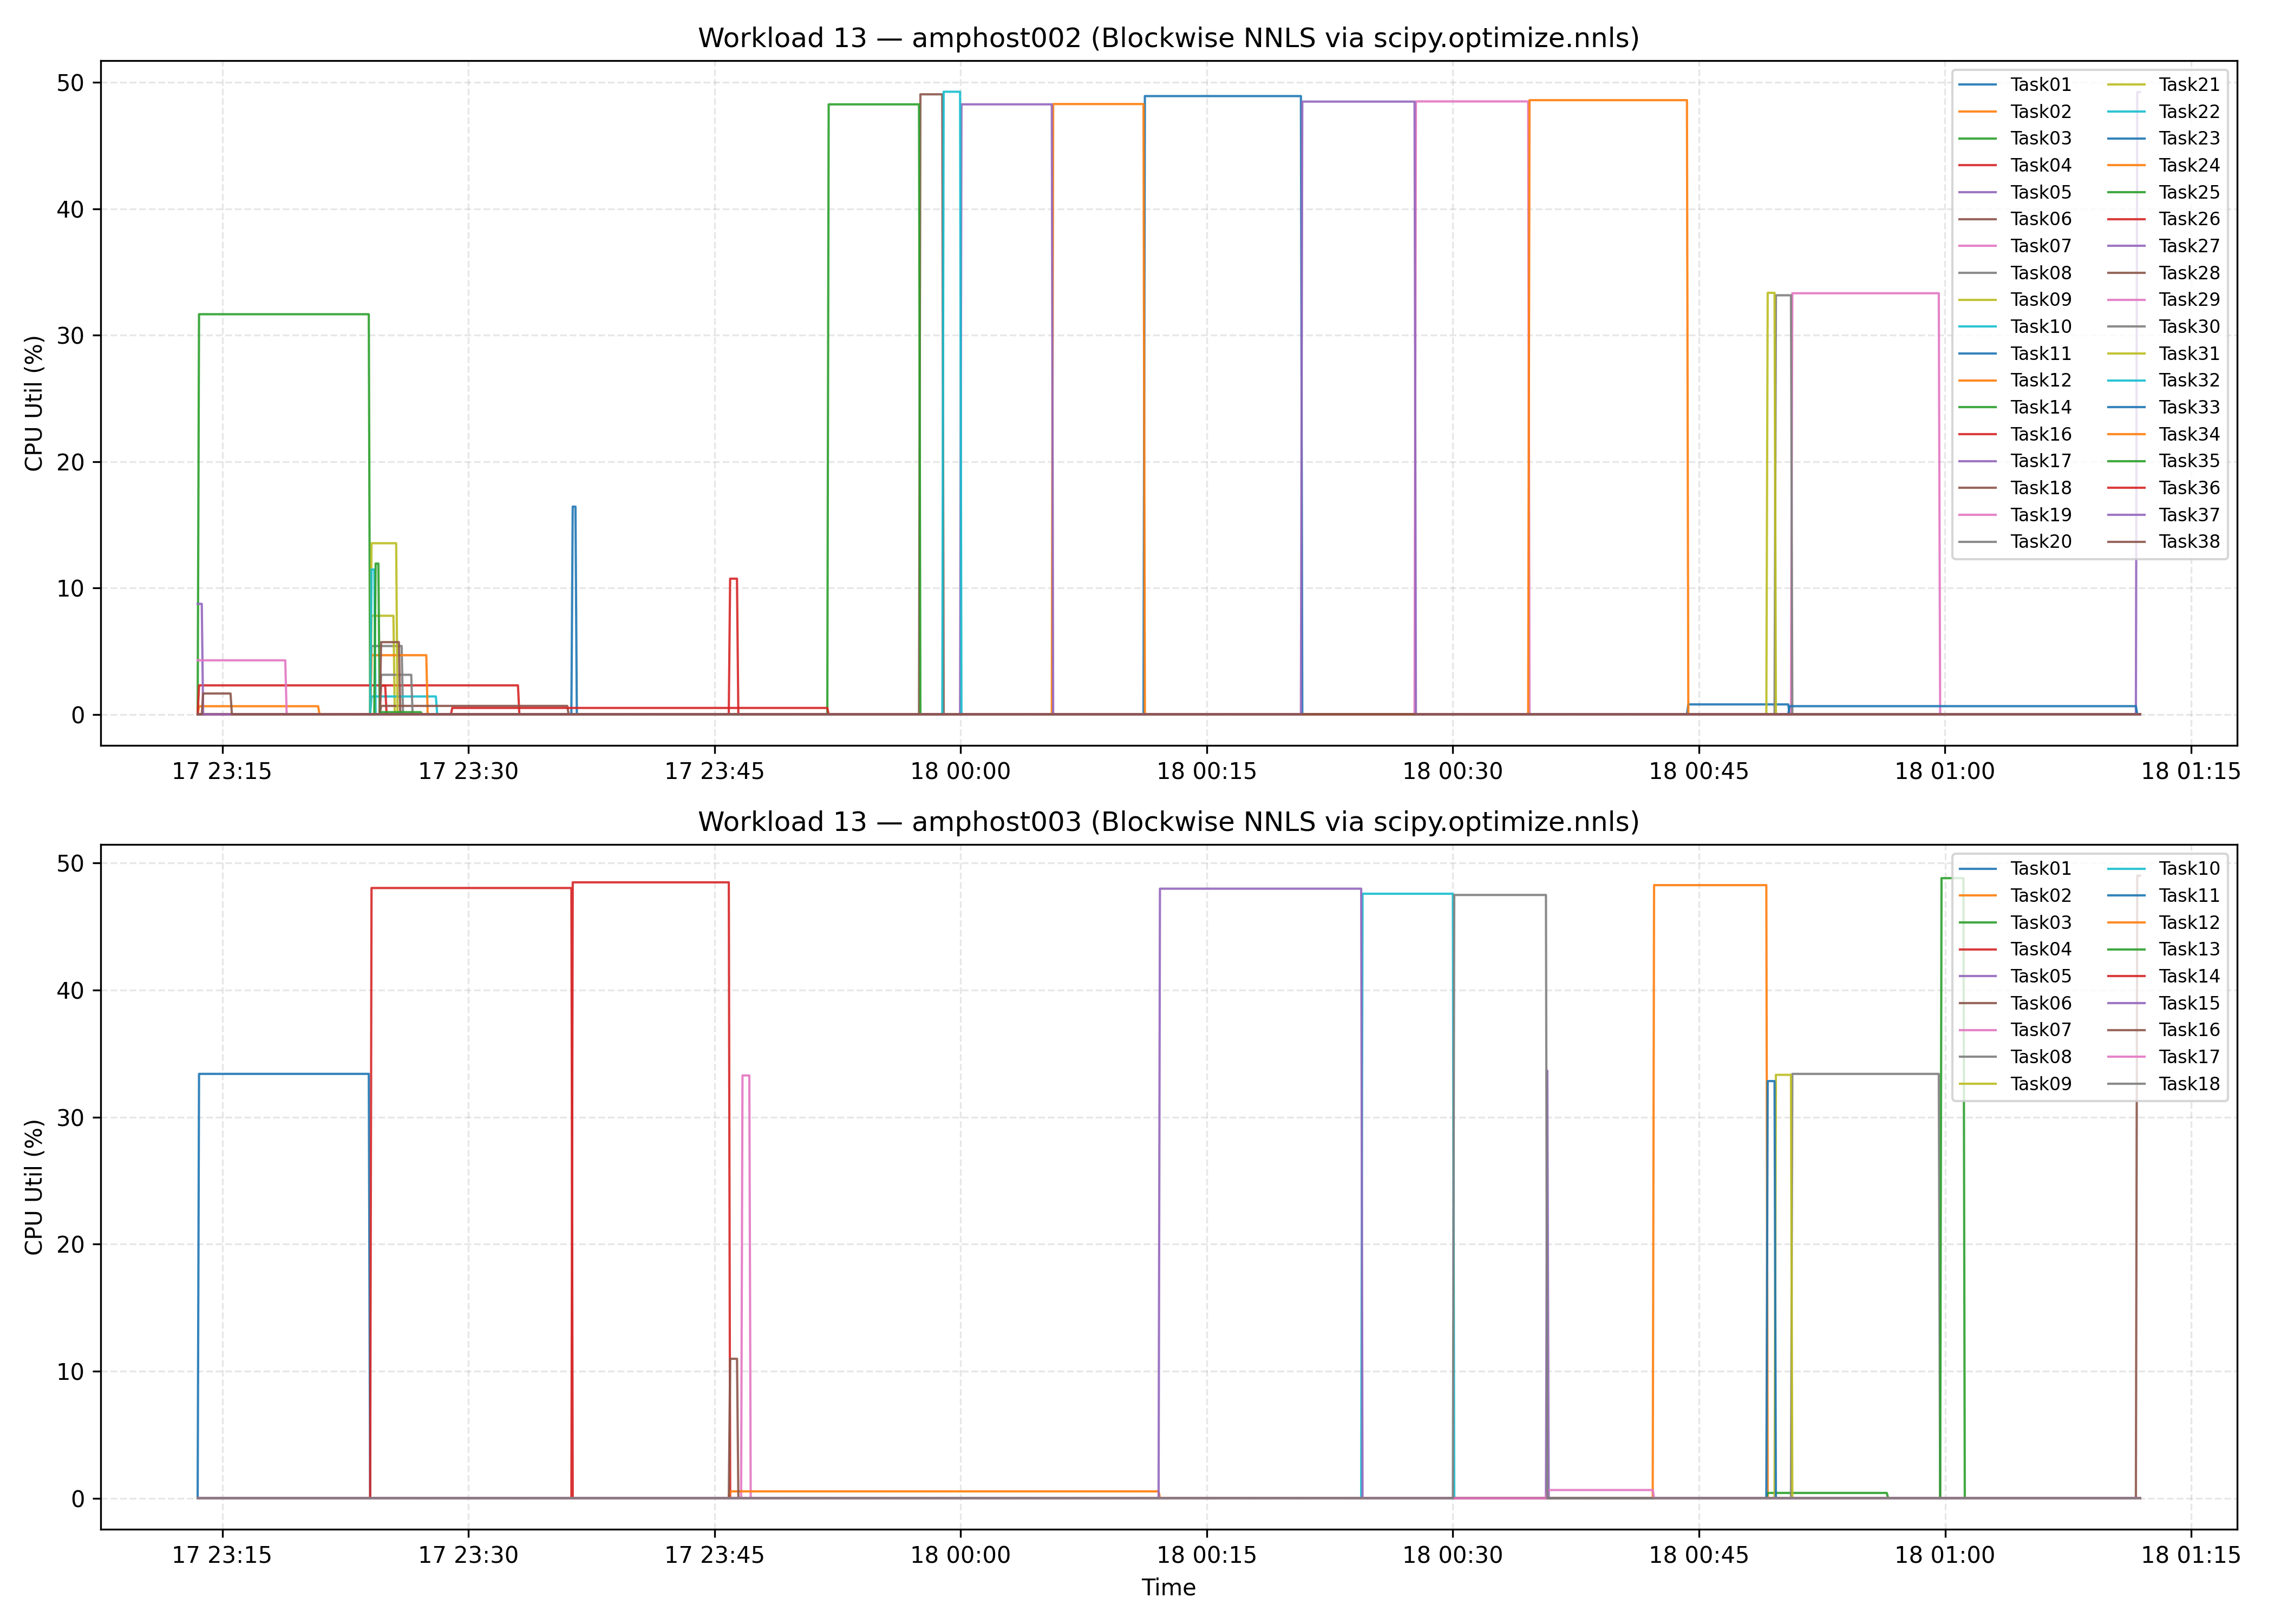 Workload 13 — amphost002 (Blockwise NNLS via scipy.optimize.nnls)
CPU Util (%)
50
40
30
20
10
0
17 23:15
17 23:30
17 23:45
18 00:00
18 00:15
18 00:30
18 00:45
18 01:00
18 01:15
Task01
Task02
Task03
Task04
Task05
Task06
Task07
Task08
Task09
Task10
Task11
Task12
Task14
Task16
Task17
Task18
Task19
Task20
Task21
Task22
Task23
Task24
Task25
Task26
Task27
Task28
Task29
Task30
Task31
Task32
Task33
Task34
Task35
Task36
Task37
Task38
Workload 13 — amphost003 (Blockwise NNLS via scipy.optimize.nnls)
CPU Util (%)
50
40
30
20
10
0
17 23:15
17 23:30
17 23:45
18 00:00
18 00:15
18 00:30
18 00:45
18 01:00
18 01:15
Time
Task01
Task02
Task03
Task04
Task05
Task06
Task07
Task08
Task09
Task10
Task11
Task12
Task13
Task14
Task15
Task16
Task17
Task18